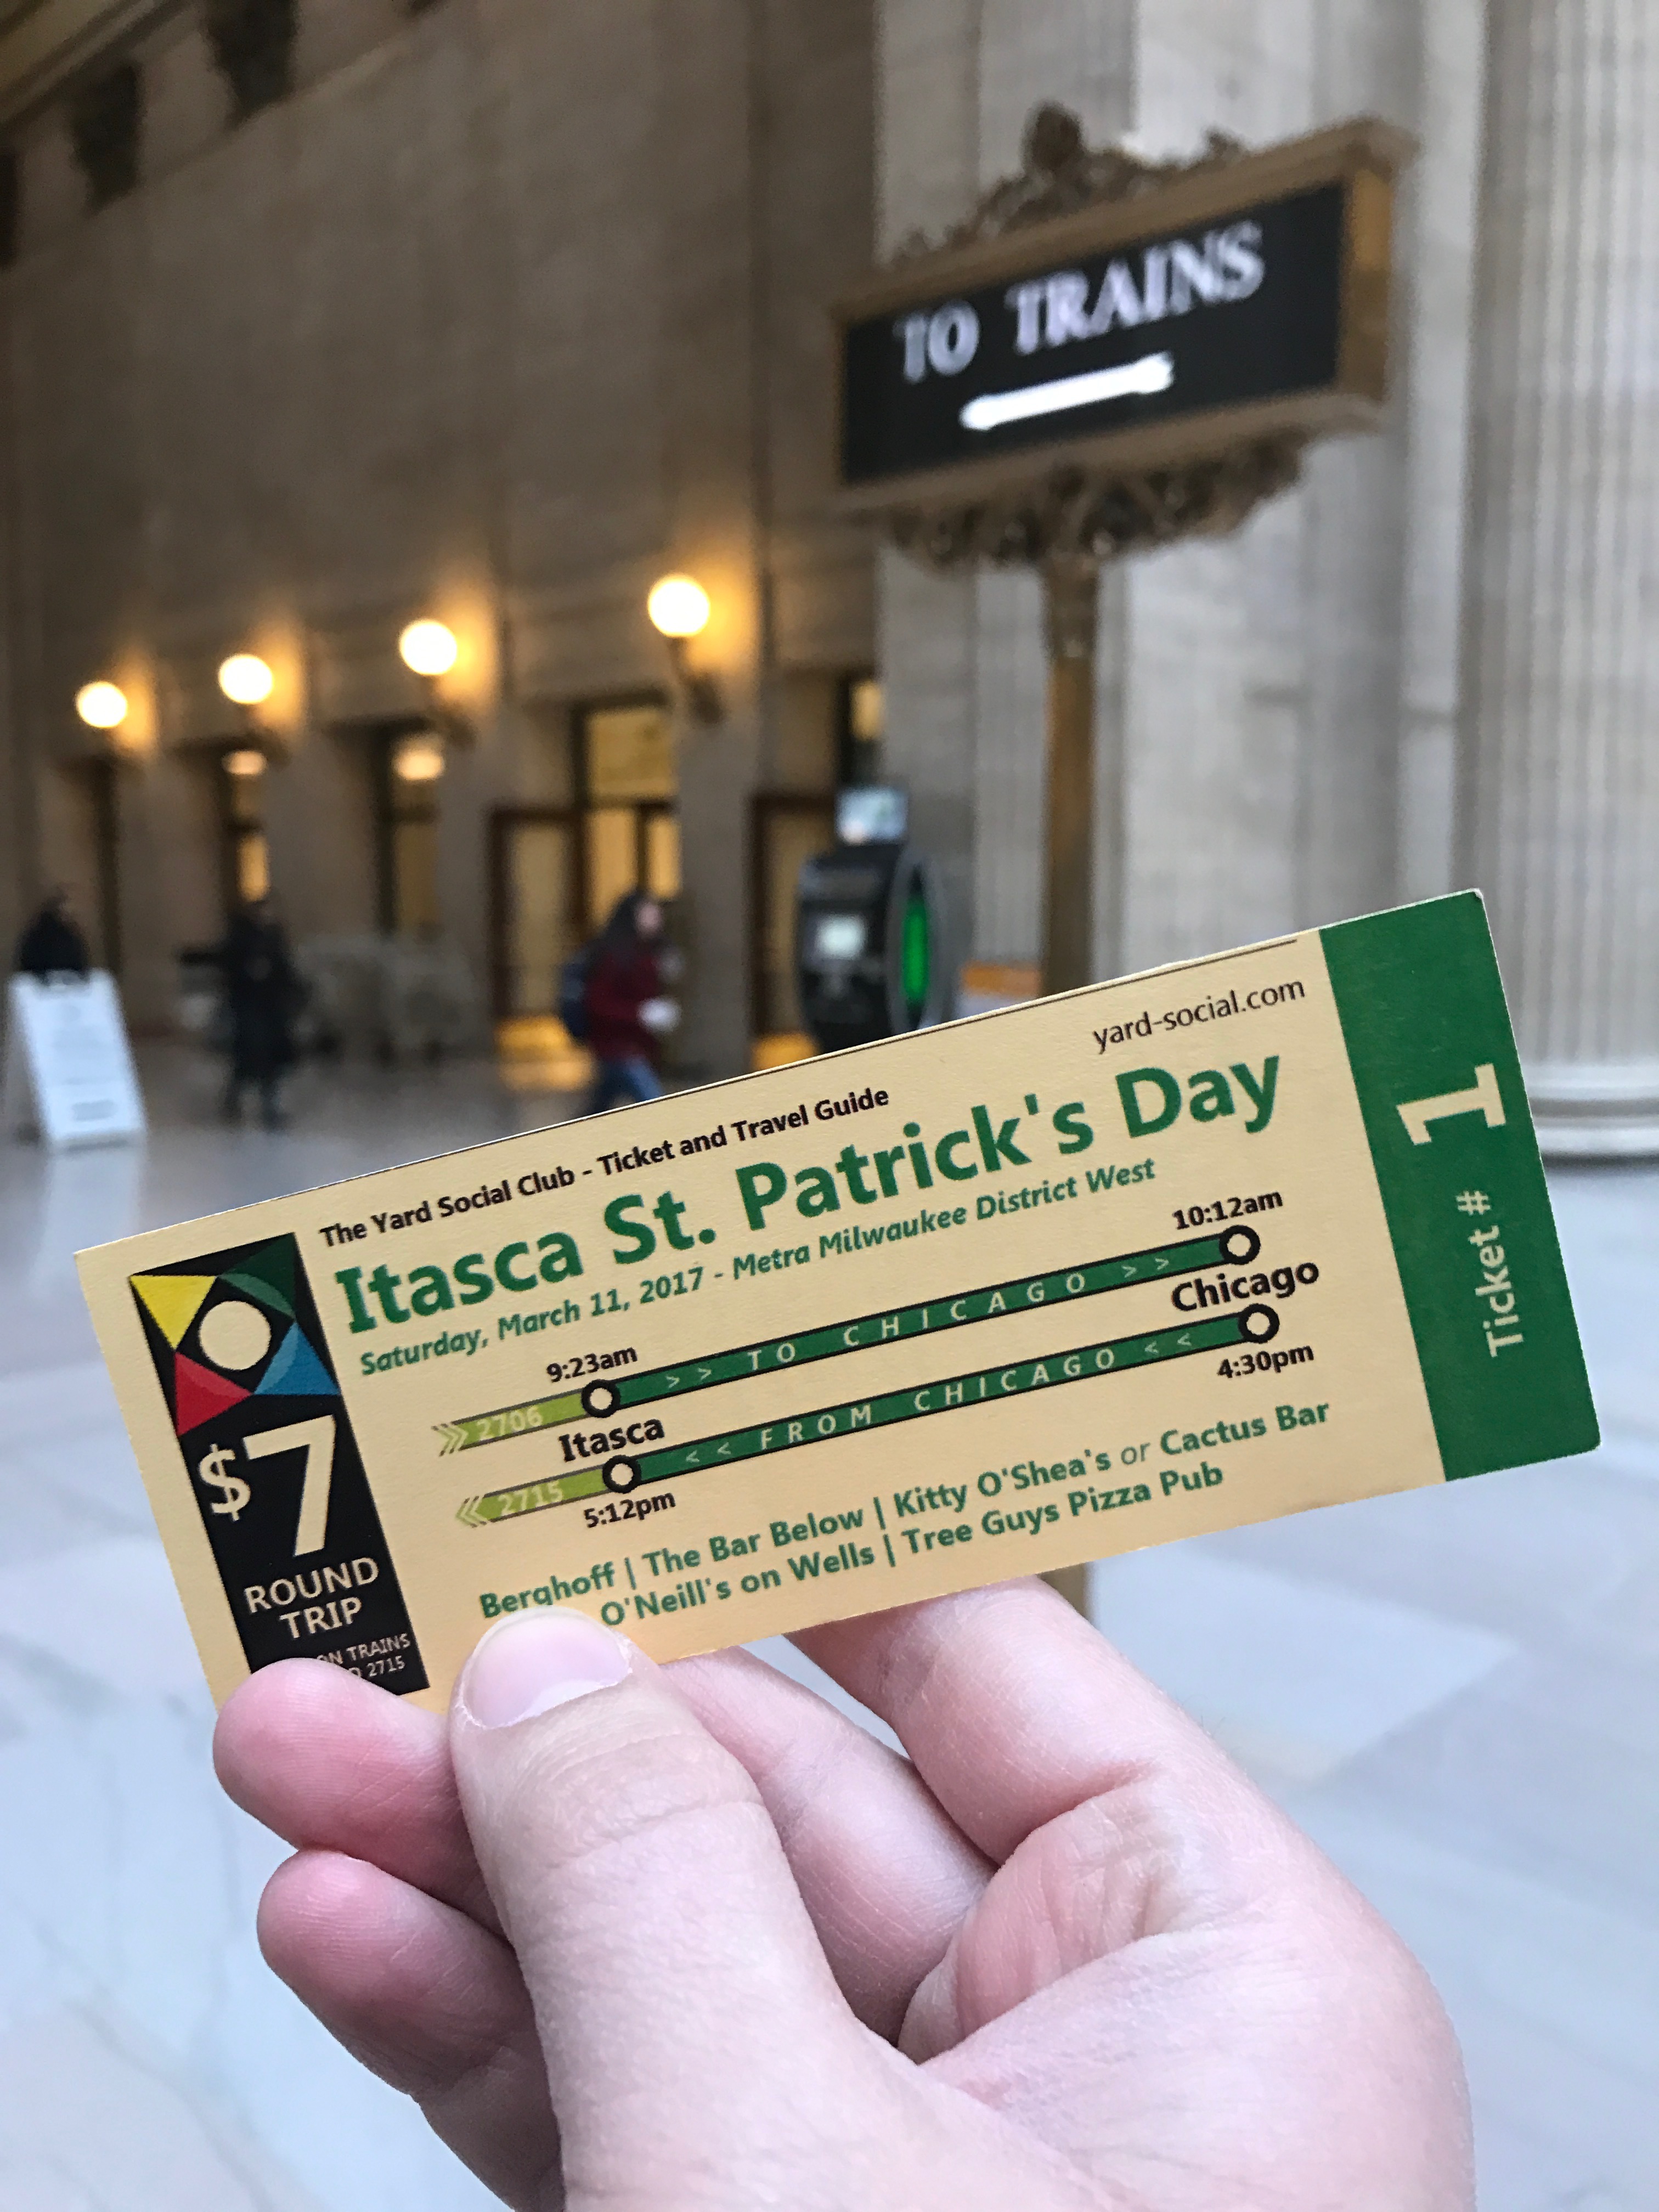 TO TRAINS
yard-social.com
The Yard Social Club - Ticket and Travel Guide
Itasca St. Patrick's Day
Saturday, March 11, 2017 - Metra Milwaukee District West
10:12am
9:23am
2706 > > TO CHICAGO > >
Itasca
Chicago
2715 < < FROM CHICAGO < <
5:12pm
4:30pm
Berghoff | The Bar Below | Kitty O'Shea's or Cactus Bar
O'Neill's on Wells | Tree Guys Pizza Pub
$7
ROUND
TRIP
ON TRAINS
2715
Ticket # 1